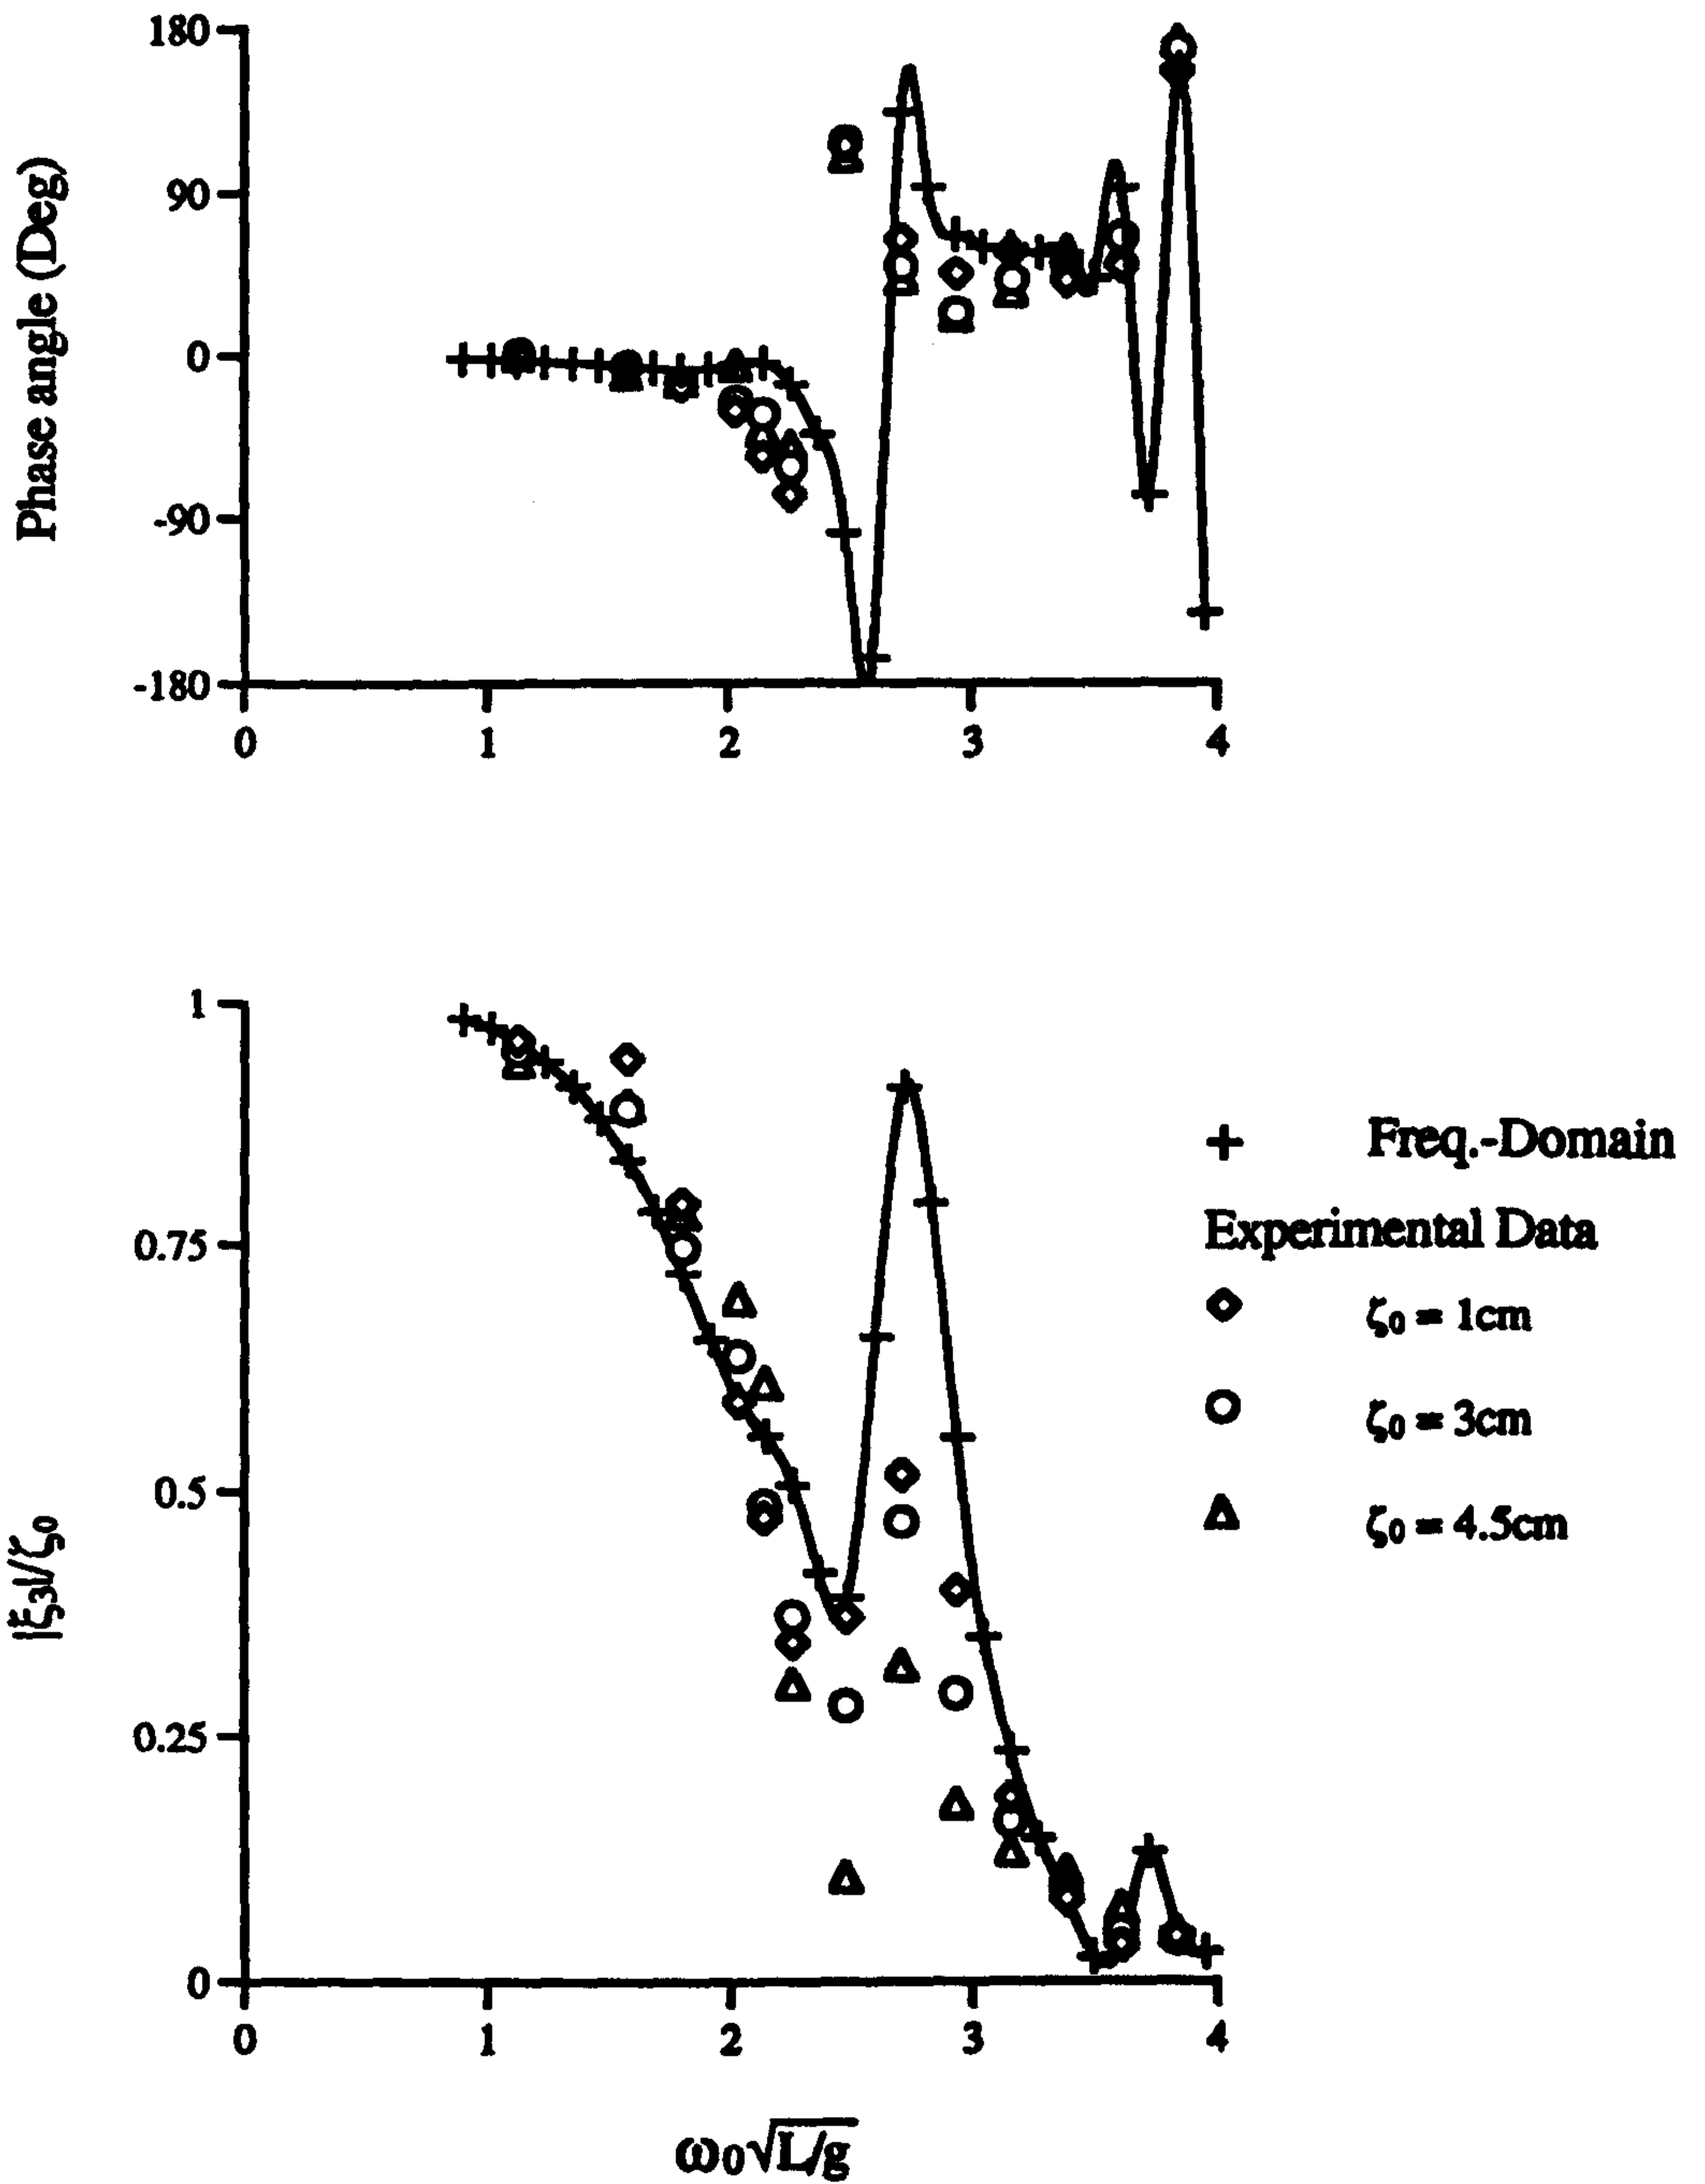 Phase angle (Deg)
180
90
0
-90
-180
0 1 2 3 4
|ξ₃|/ζ₀
1
0.75
0.5
0.25
0
0 1 2 3 4
ω₀√L/g
Freq.-Domain
Experimental Data
ζ₀ = 1cm
ζ₀ = 3cm
ζ₀ = 4.5cm